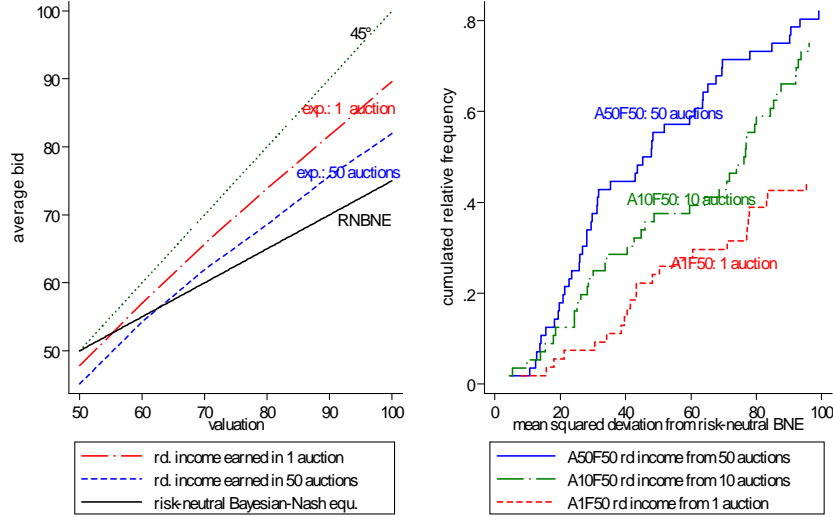 100
90
80
70
60
50
average bid
45°
exp.: 1 auction
exp.: 50 auctions
RNBNE
50 60 70 80 90 100
valuation
rd. income earned in 1 auction
rd. income earned in 50 auctions
risk-neutral Bayesian-Nash equ.
.8
.6
.4
.2
0
cumulated relative frequency
A50F50: 50 auctions
A10F50: 10 auctions
A1F50: 1 auction
0 20 40 60 80 100
mean squared deviation from risk-neutral BNE
A50F50 rd income from 50 auctions
A10F50 rd income from 10 auctions
A1F50 rd income from 1 auction